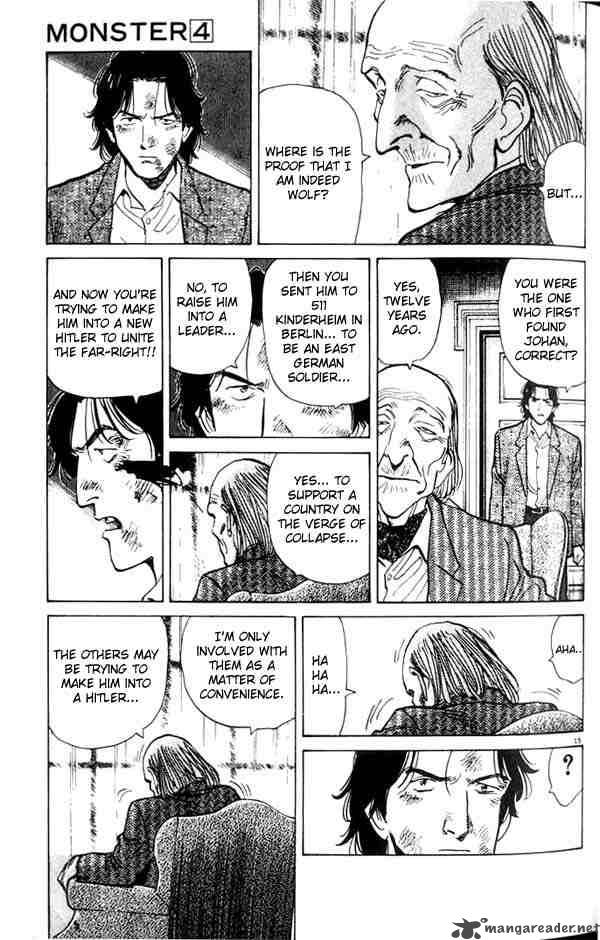 MONSTER 4
BUT...
WHERE IS THE
PROOF THAT I
AM INDEED
WOLF?
YOU WERE
THE ONE
WHO FIRST
FOUND
JOHAN,
CORRECT?
YES,
TWELVE
YEARS
AGO.
THEN YOU
SENT HIM TO
511
KINDERHEIM IN
BERLIN... TO
BE AN EAST
GERMAN
SOLDIER...
NO, TO
RAISE HIM
INTO A
LEADER...
YES... TO
SUPPORT A
COUNTRY ON
THE VERGE OF
COLLAPSE...
AND NOW YOU'RE
TRYING TO MAKE
HIM INTO A NEW
HITLER TO UNITE
THE FAR-RIGHT!!
AHA..
HA
HA
HA...
15
?
I'M ONLY
INVOLVED WITH
THEM AS A
MATTER OF
CONVENIENCE.
THE OTHERS MAY
BE TRYING TO
MAKE HIM INTO
A HITLER...
mangareader.net